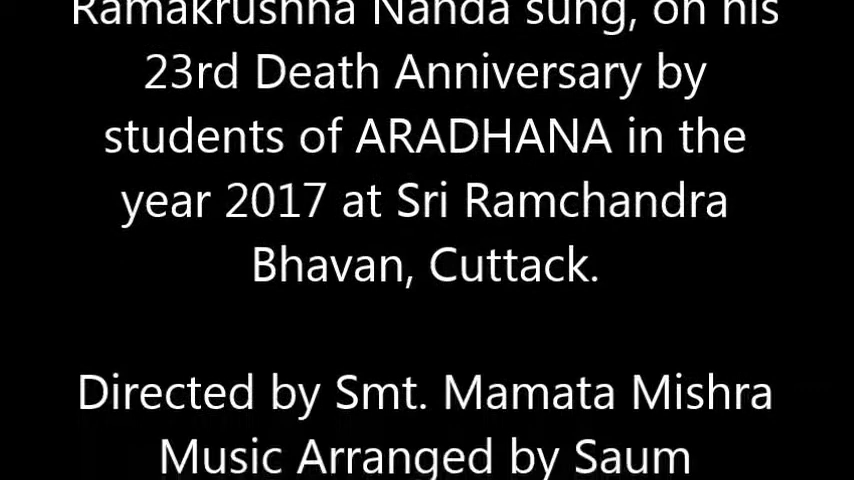 Ramakrushna Nanda sung, on his
23rd Death Anniversary by
students of ARADHANA in the
year 2017 at Sri Ramchandra
Bhavan, Cuttack.
Directed by Smt. Mamata Mishra
Music Arranged by Saum